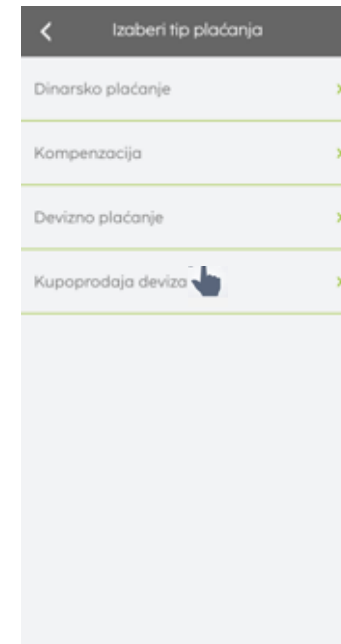 Izaberi tip plaćanja
Dinarsko plaćanje
Kompenzacija
Devizno plaćanje
Kupoprodaja deviza